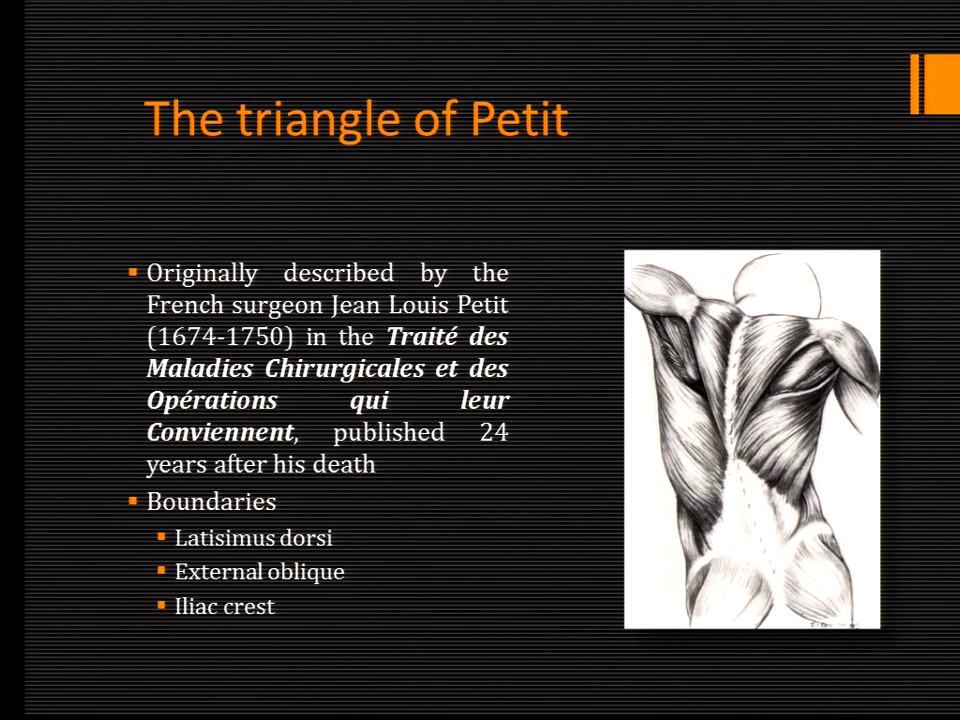 The triangle of Petit
Originally described by the
French surgeon Jean Louis Petit
(1674-1750) in the Traité des
Maladies Chirurgicales et des
Opérations qui leur
Conviennent, published 24
years after his death
Boundaries
Latisimus dorsi
External oblique
Iliac crest